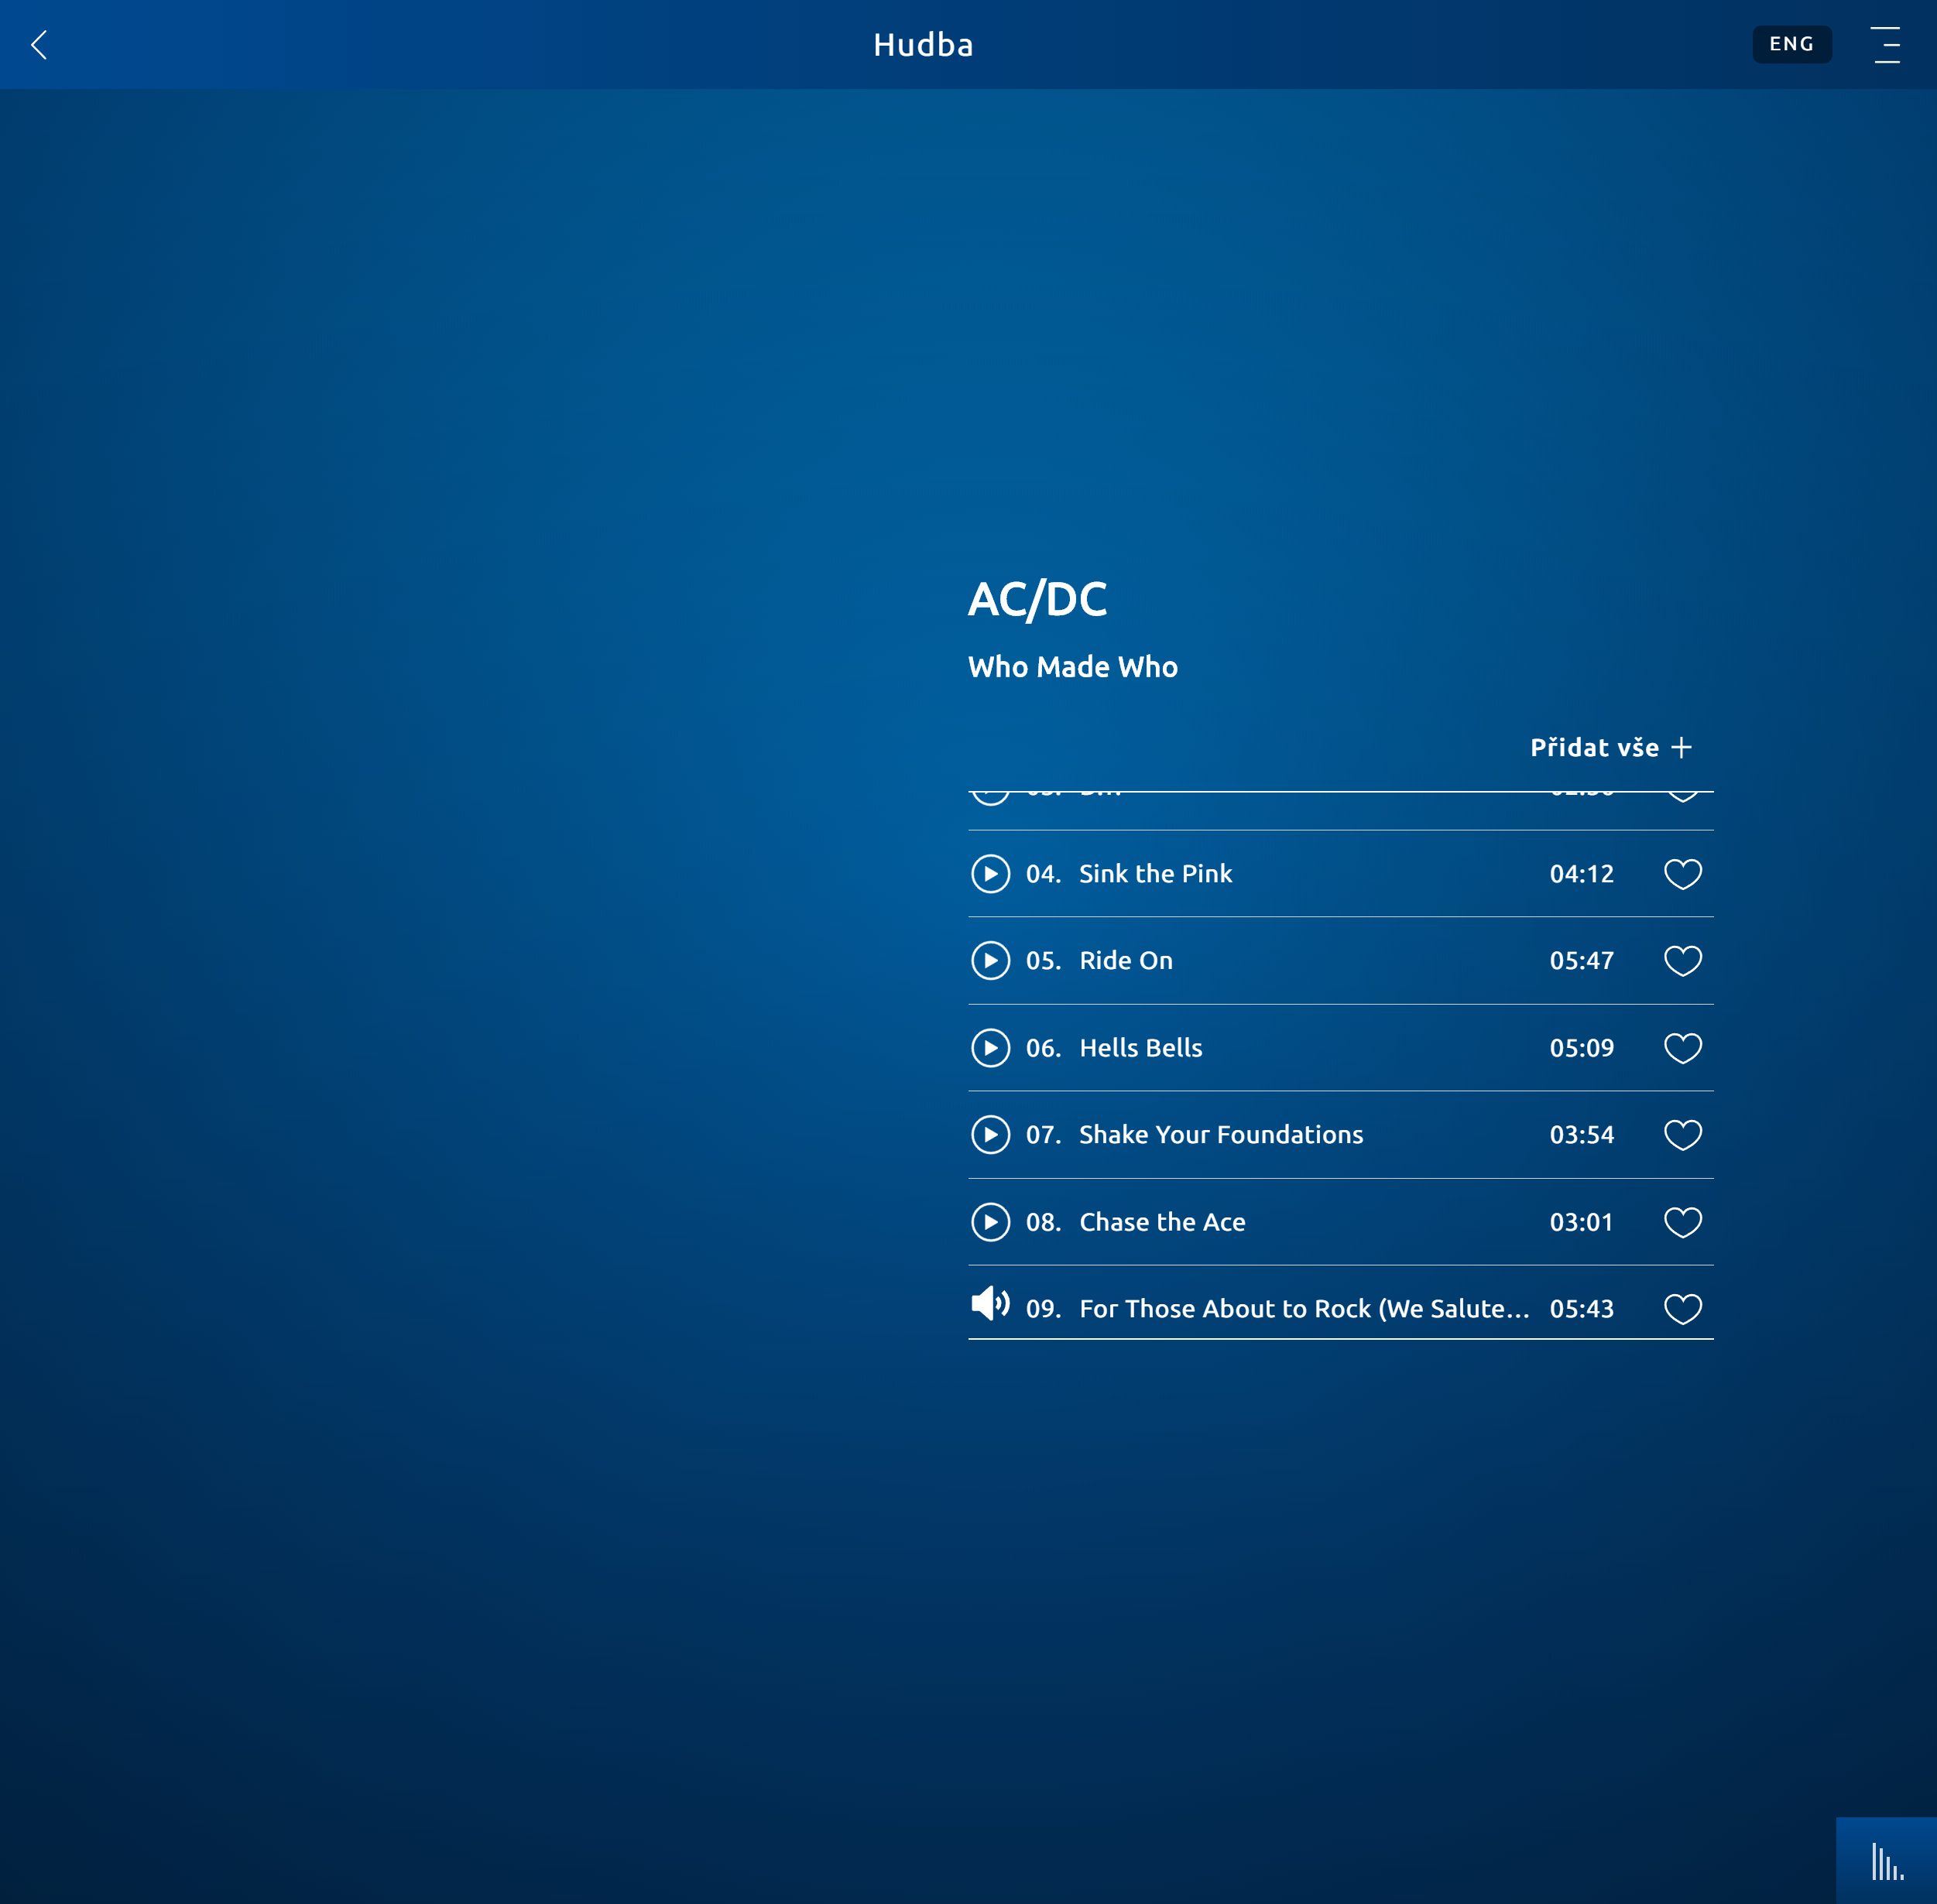 Hudba
ENG
AC/DC
Who Made Who
Přidat vše
04. Sink the Pink 04:12
05. Ride On 05:47
06. Hells Bells 05:09
07. Shake Your Foundations 03:54
08. Chase the Ace 03:01
09. For Those About to Rock (We Salute... 05:43